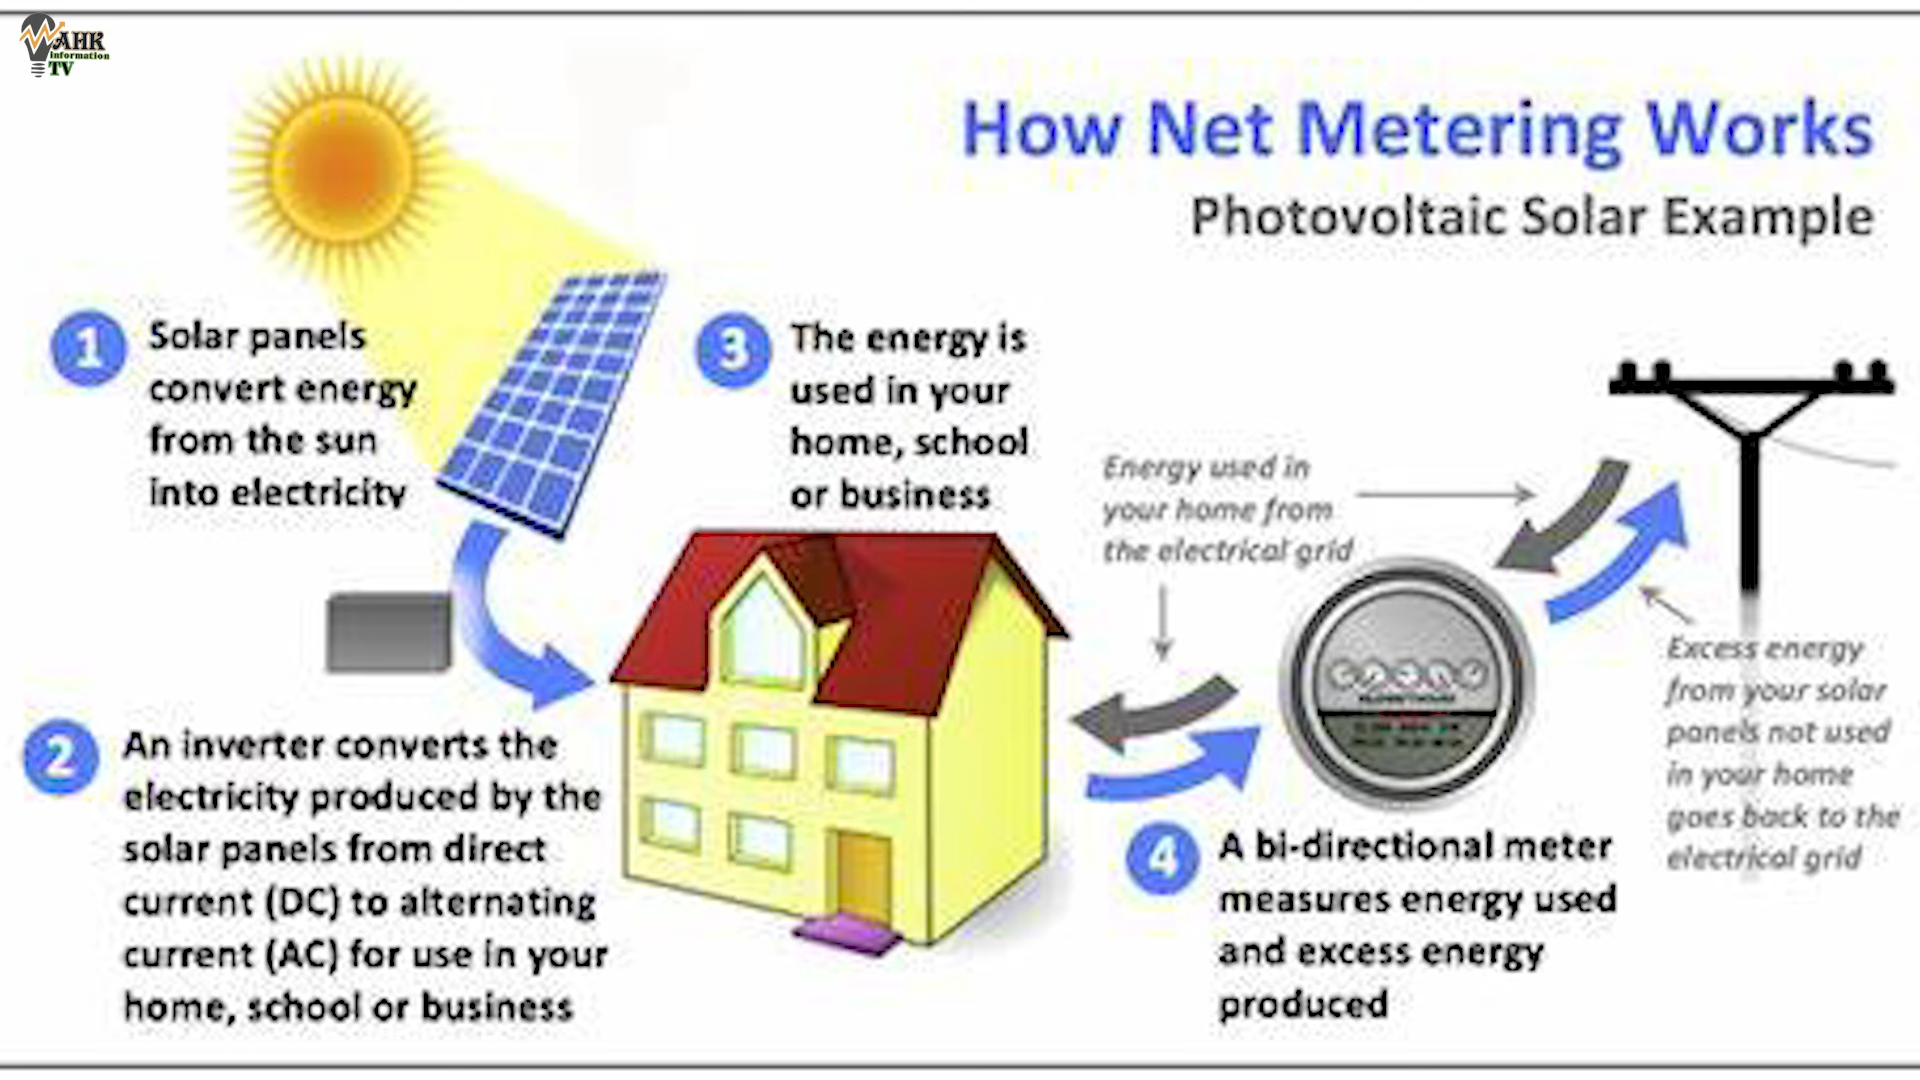 AHK
Information
TV
How Net Metering Works
Photovoltaic Solar Example
1
Solar panels
convert energy
from the sun
into electricity
2
An inverter converts the
electricity produced by the
solar panels from direct
current (DC) to alternating
current (AC) for use in your
home, school or business
3
The energy is
used in your
home, school
or business
Energy used in
your home from
the electrical grid
4
A bi-directional meter
measures energy used
and excess energy
produced
Excess energy
from your solar
panels not used
in your home
goes back to the
electrical grid